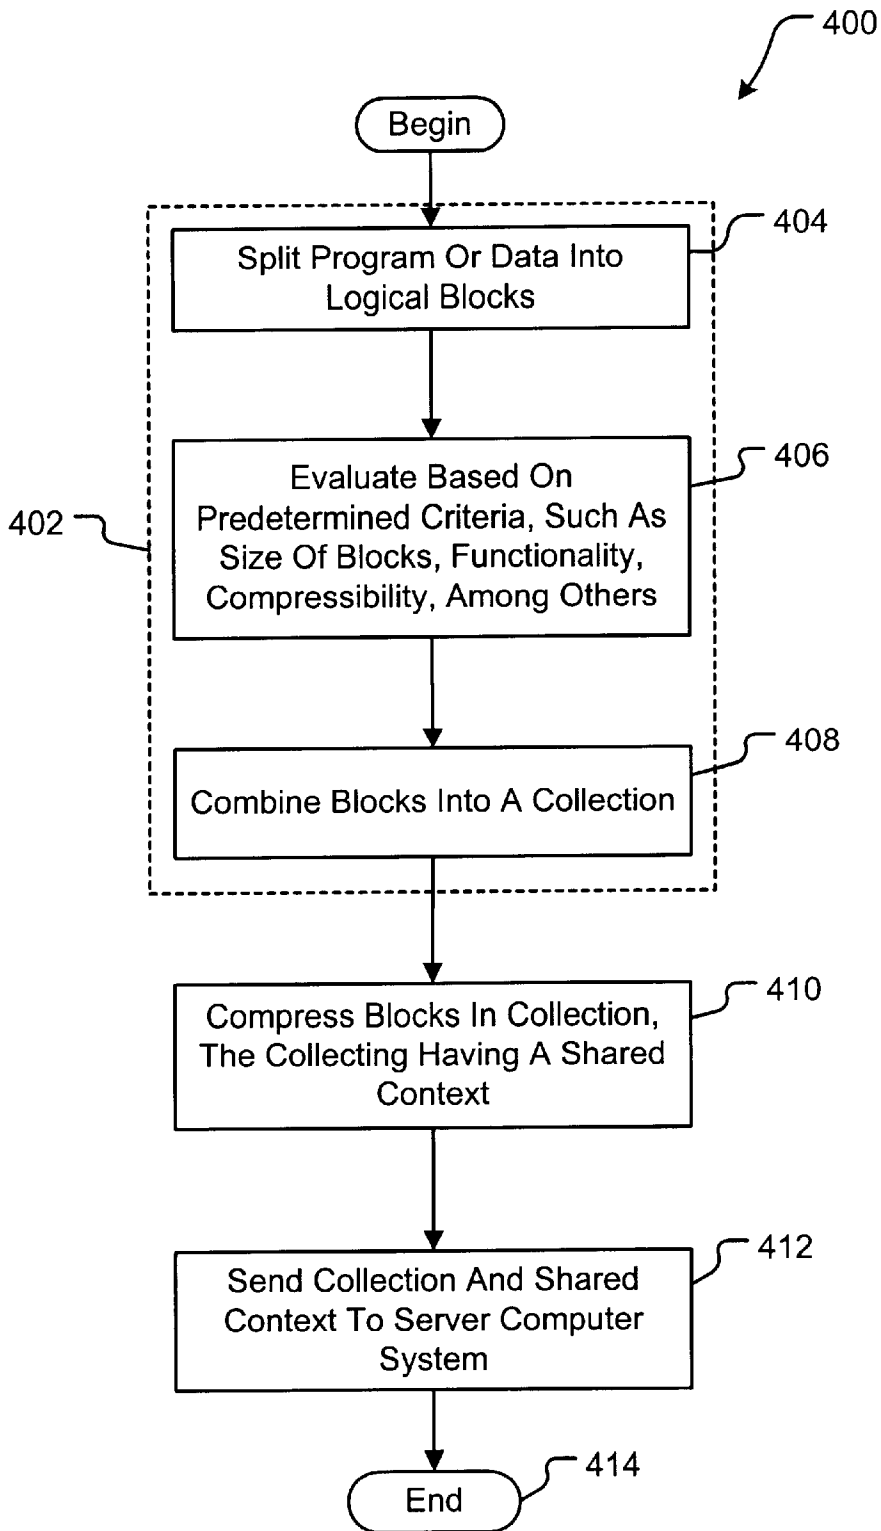 400
Begin
404
Split Program Or Data Into
Logical Blocks
406
Evaluate Based On
Predetermined Criteria, Such As
Size Of Blocks, Functionality,
Compressibility, Among Others
402
408
Combine Blocks Into A Collection
410
Compress Blocks In Collection,
The Collecting Having A Shared
Context
412
Send Collection And Shared
Context To Server Computer
System
414
End